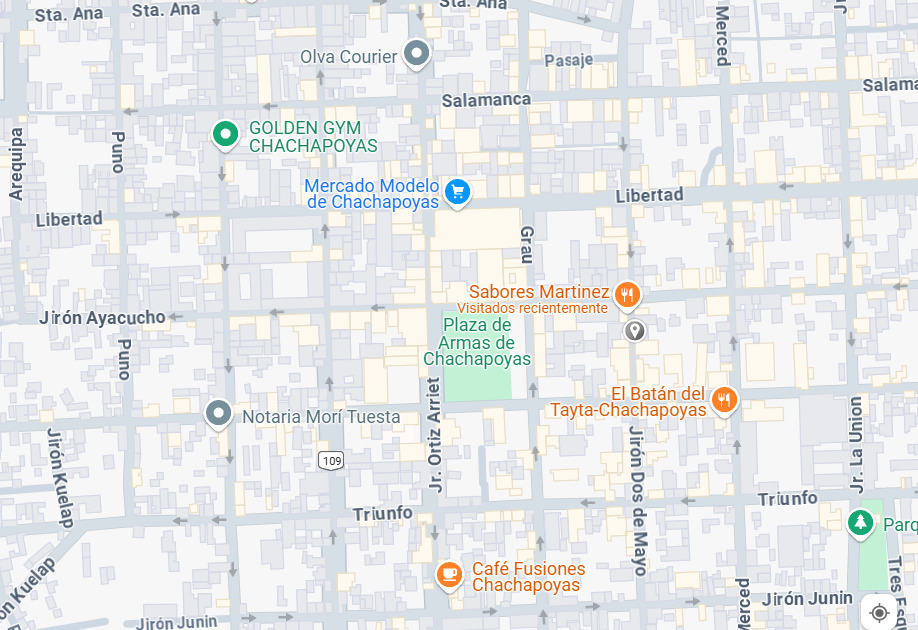 Sta. Ana
Sta. Ana
Sta. Ana
Merced
Olva Courier
Pasaje
Salamanca
Salama
GOLDEN GYM
CHACHAPOYAS
Puno
Arequipa
Mercado Modelo
de Chachapoyas
Libertad
Libertad
Grau
Sabores Martinez
Visitados recientemente
Jirón Ayacucho
Plaza de
Armas de
Chachapoyas
Puno
El Batán del
Tayta-Chachapoyas
Notaria Morí Tuesta
Jr. Ortiz Arriet
Jr. La Union
Jirón Kuelap
109
Jirón Dos de Mayo
Triunfo
Triunfo
Parq
Café Fusiones
Chachapoyas
Tres Esqu
ón Kuelap
Merced
Jirón Junin
Jirón Junin